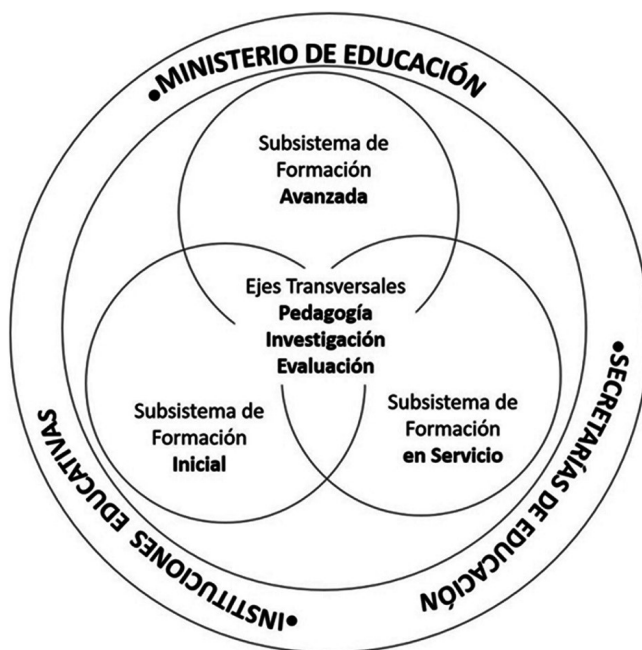 •MINISTERIO DE EDUCACIÓN
Subsistema de
Formación
Avanzada
Ejes Transversales
Pedagogía
Investigación
Evaluación
Subsistema de
Formación
Inicial
Subsistema de
Formación
en Servicio
•SECRETARÍAS DE EDUCACIÓN
•INSTITUCIONES EDUCATIVAS